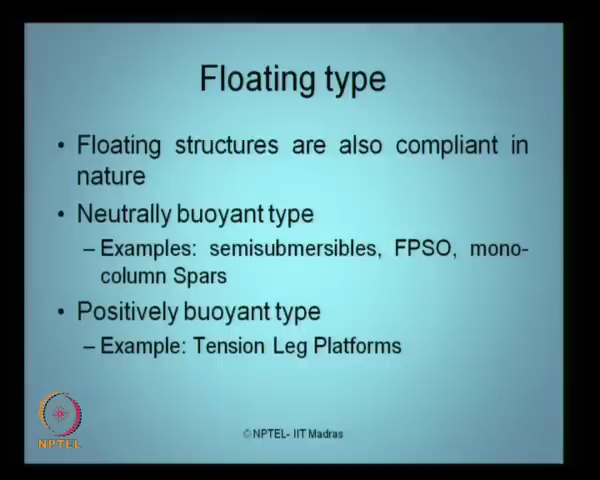 Floating type
• Floating structures are also compliant in
nature
• Neutrally buoyant type
– Examples: semisubmersibles, FPSO, mono-
column Spars
• Positively buoyant type
– Example: Tension Leg Platforms
NPTEL
© NPTEL- IIT Madras